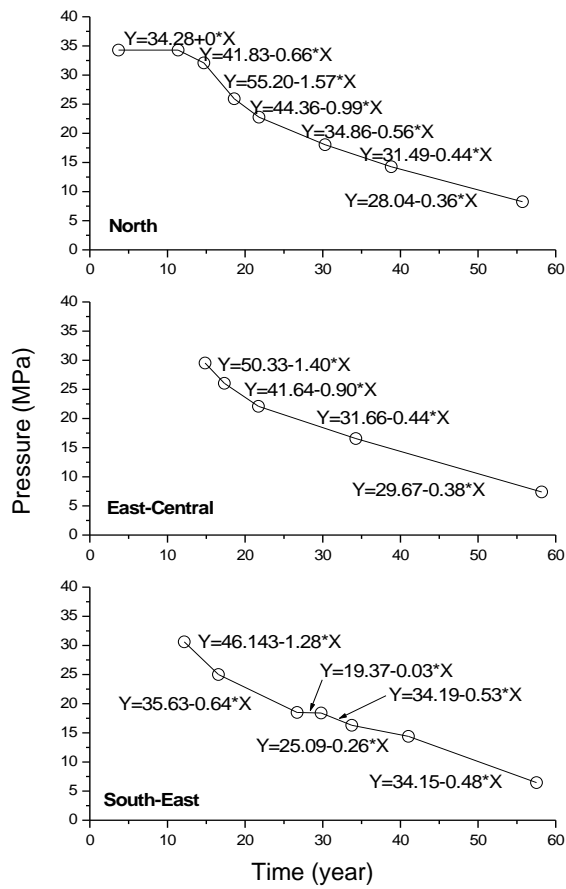 Pressure (MPa)
40
35
30
25
20
15
10
5
0
Y=34.28+0*X
Y=41.83-0.66*X
Y=55.20-1.57*X
Y=44.36-0.99*X
Y=34.86-0.56*X
Y=31.49-0.44*X
Y=28.04-0.36*X
North
0 10 20 30 40 50 60
40
35
30
25
20
15
10
5
0
Y=50.33-1.40*X
Y=41.64-0.90*X
Y=31.66-0.44*X
Y=29.67-0.38*X
East-Central
0 10 20 30 40 50 60
40
35
30
25
20
15
10
5
0
Y=46.143-1.28*X
Y=19.37-0.03*X
Y=35.63-0.64*X
Y=34.19-0.53*X
Y=25.09-0.26*X
Y=34.15-0.48*X
South-East
0 10 20 30 40 50 60
Time (year)